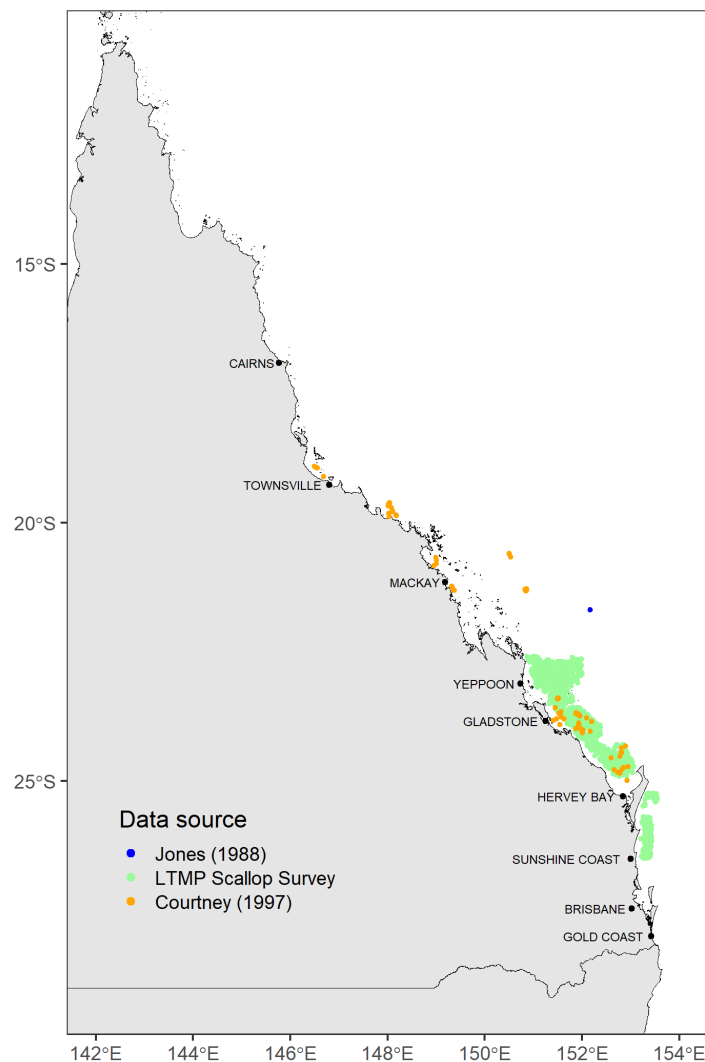 15°S
CAIRNS
TOWNSVILLE
20°S
MACKAY
YEPPOON
GLADSTONE
25°S
HERVEY BAY
Data source
Jones (1988)
LTMP Scallop Survey
Courtney (1997)
SUNSHINE COAST
BRISBANE
GOLD COAST
142°E 144°E 146°E 148°E 150°E 152°E 154°E